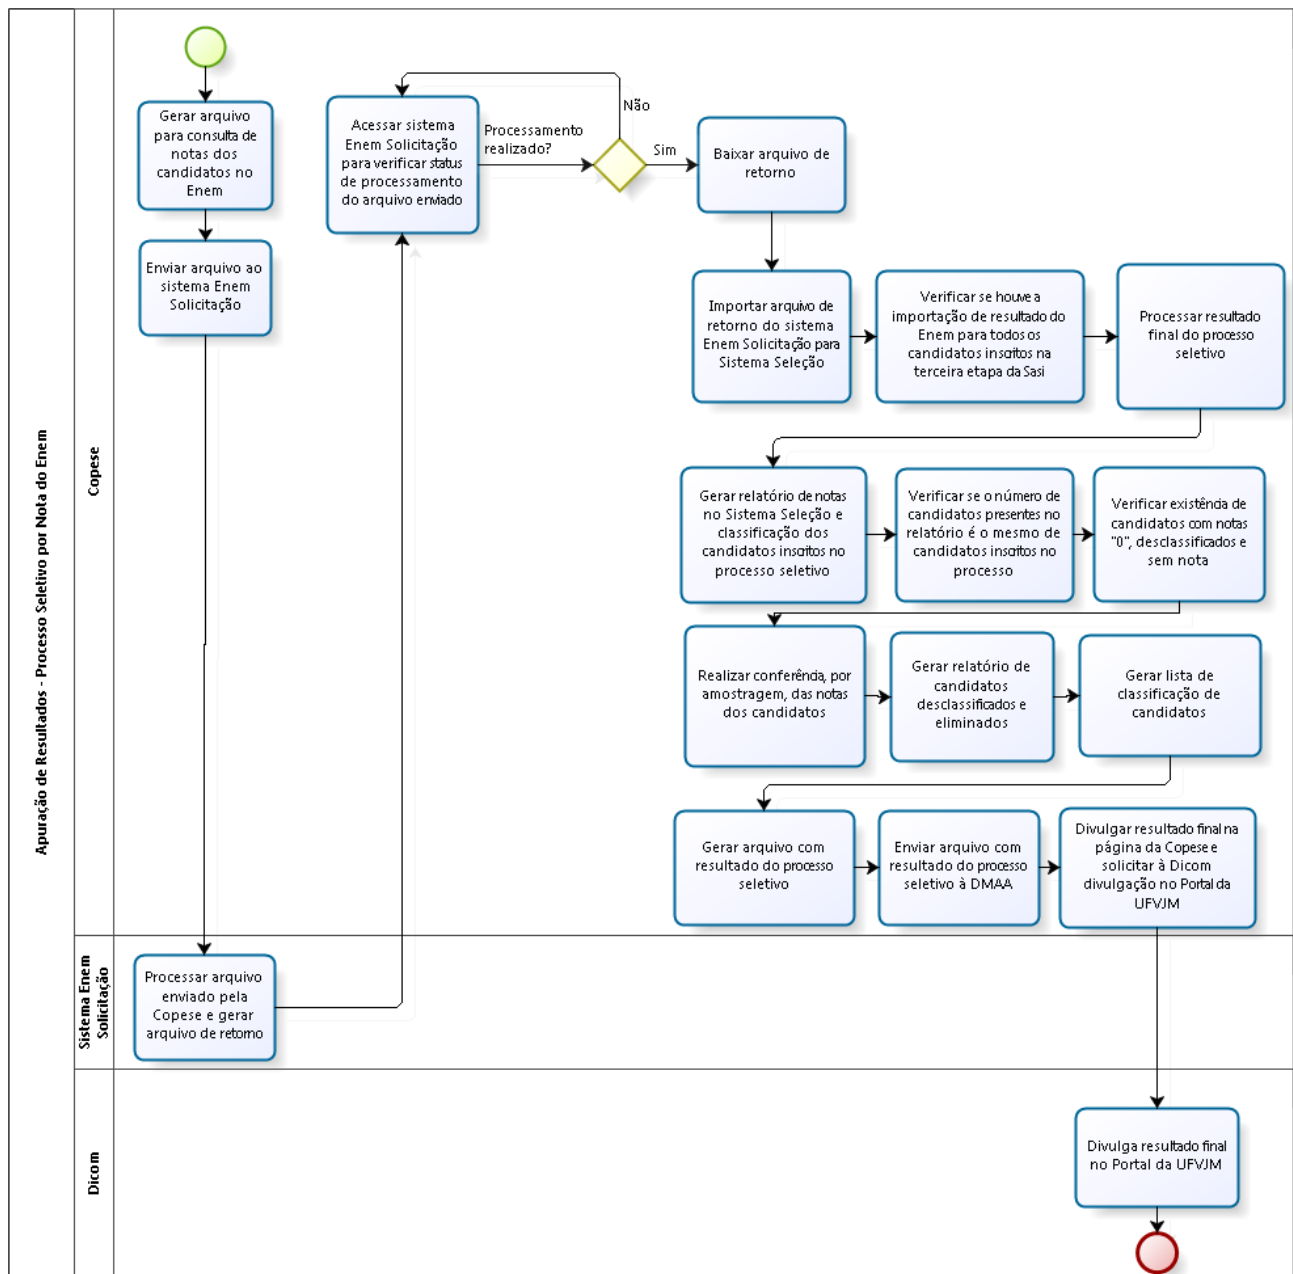 Apuração de Resultados - Processo Seletivo por Nota do Enem
Copese
Gerar arquivo
para consulta de
notas dos
candidatos no
Enem
Enviar arquivo ao
sistema Enem
Solicitação
Acessar sistema
Enem Solicitação
para verificar status
de processamento
do arquivo enviado
Processamento
realizado?
Não
Sim
Baixar arquivo de
retorno
Importar arquivo de
retorno do sistema
Enem Solicitação para
Sistema Seleção
Verificar se houve a
importação de resultado do
Enem para todos os
candidatos inscritos na
terceira etapa da Sasi
Processar resultado
final do processo
seletivo
Gerar relatório de notas
no Sistema Seleção e
classificação dos
candidatos inscritos no
processo seletivo
Verificar se o número de
candidatos presentes no
relatório é o mesmo de
candidatos inscritos no
processo
Verificar existência de
candidatos com notas
"0", desclassificados e
sem nota
Realizar conferência, por
amostragem, das notas
dos candidatos
Gerar relatório de
candidatos
desclassificados e
eliminados
Gerar lista de
classificação de
candidatos
Gerar arquivo com
resultado do processo
seletivo
Enviar arquivo com
resultado do processo
seletivo à DMAA
Divulgar resultado final na
página da Copese e
solicitar à Dicom
divulgação no Portal da
UFVJM
Sistema Enem
Solicitação
Processar arquivo
enviado pela
Copese e gerar
arquivo de retorno
Dicom
Divulga resultado final
no Portal da UFVJM